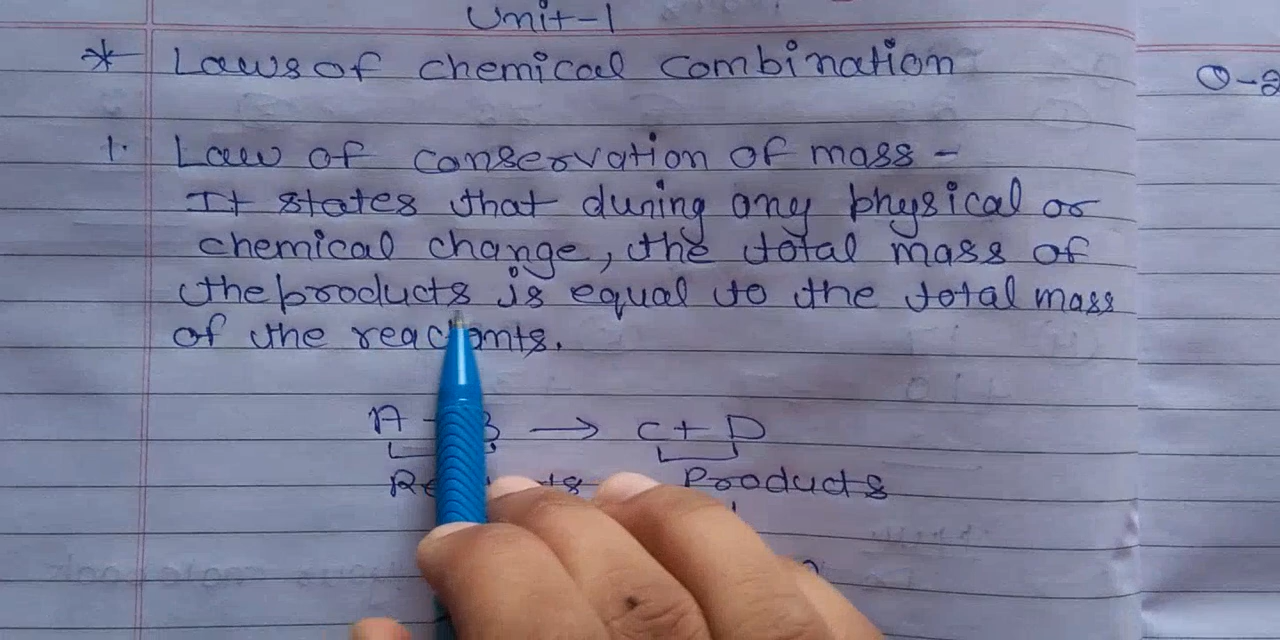 Unit-1
* Laws of chemical combination
1. Law of conservation of mass -
It states that during any physical or
chemical change, the total mass of
the products is equal to the total mass
of the reactants.
A + B → C + D
Products